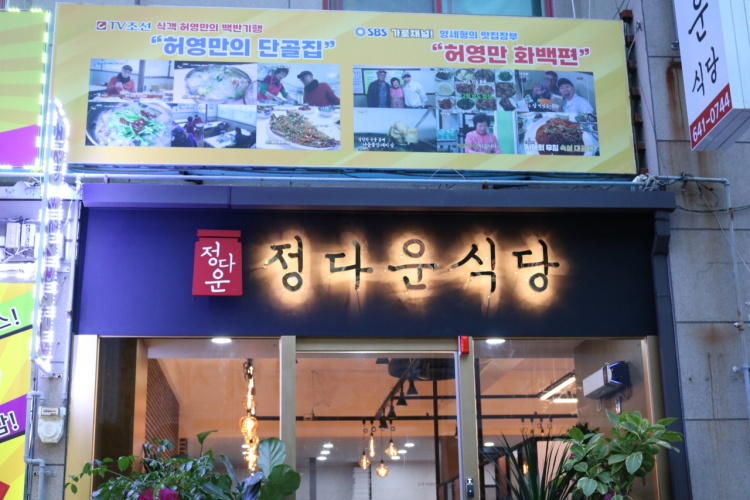 TV조선 식객 허영만의 백반기행
“허영만의 단골집”
SBS 가로채널! 양세형의 맛집장부
“허영만 화백편”
운식당
641-0744
정다운
정다운식당
스!